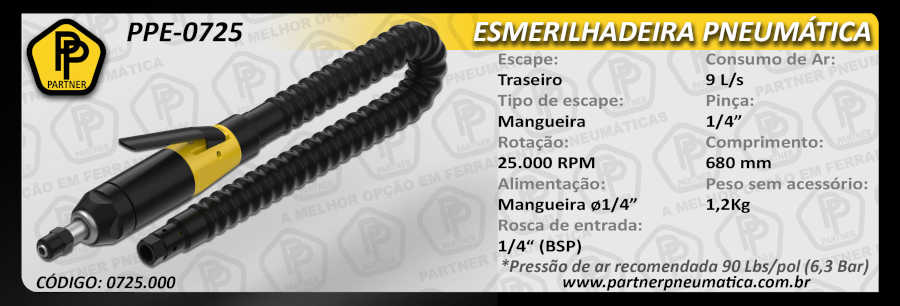 PPE-0725
ESMERILHADEIRA PNEUMÁTICA
PP
PARTNER
Escape:
Traseiro
Tipo de escape:
Mangueira
Rotação:
25.000 RPM
Alimentação:
Mangueira ø1/4”
Rosca de entrada:
1/4“ (BSP)
Consumo de Ar:
9 L/s
Pinça:
1/4”
Comprimento:
680 mm
Peso sem acessório:
1,2Kg
*Pressão de ar recomendada 90 Lbs/pol (6,3 Bar)
www.partnerpneumatica.com.br
CÓDIGO: 0725.000